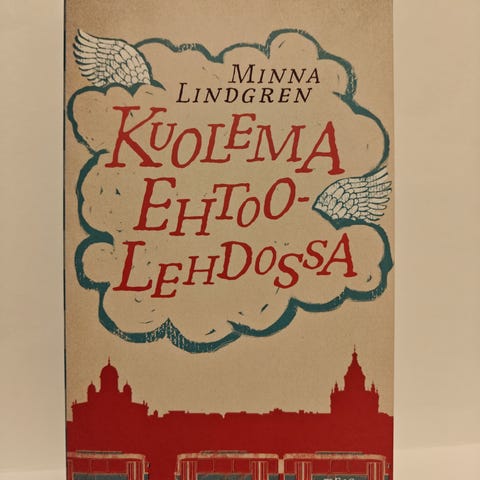 MINNA
LINDGREN
KUOLEMA
EHTOO-
LEHDOSSA